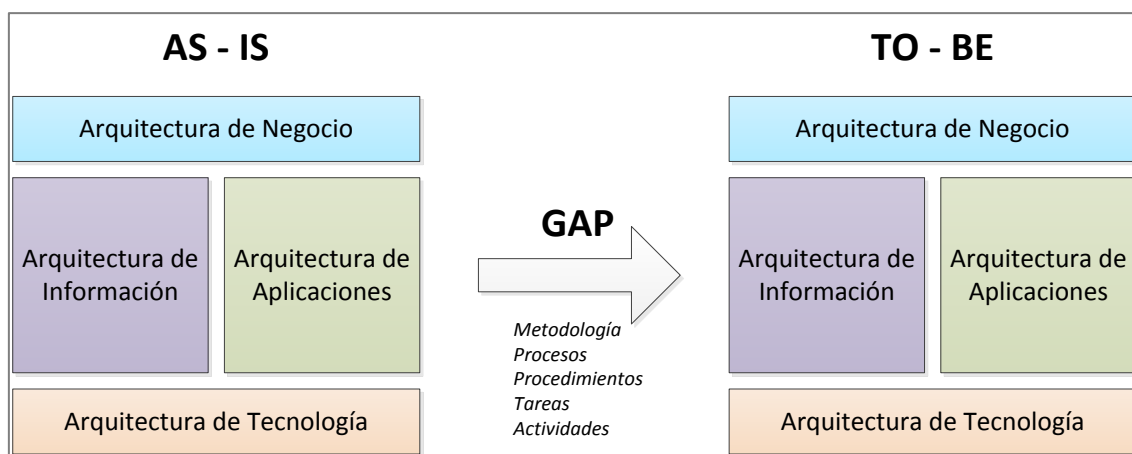 AS - IS
Arquitectura de Negocio
Arquitectura de
Información
Arquitectura de
Aplicaciones
Arquitectura de Tecnología
GAP
Metodología
Procesos
Procedimientos
Tareas
Actividades
TO - BE
Arquitectura de Negocio
Arquitectura de
Información
Arquitectura de
Aplicaciones
Arquitectura de Tecnología